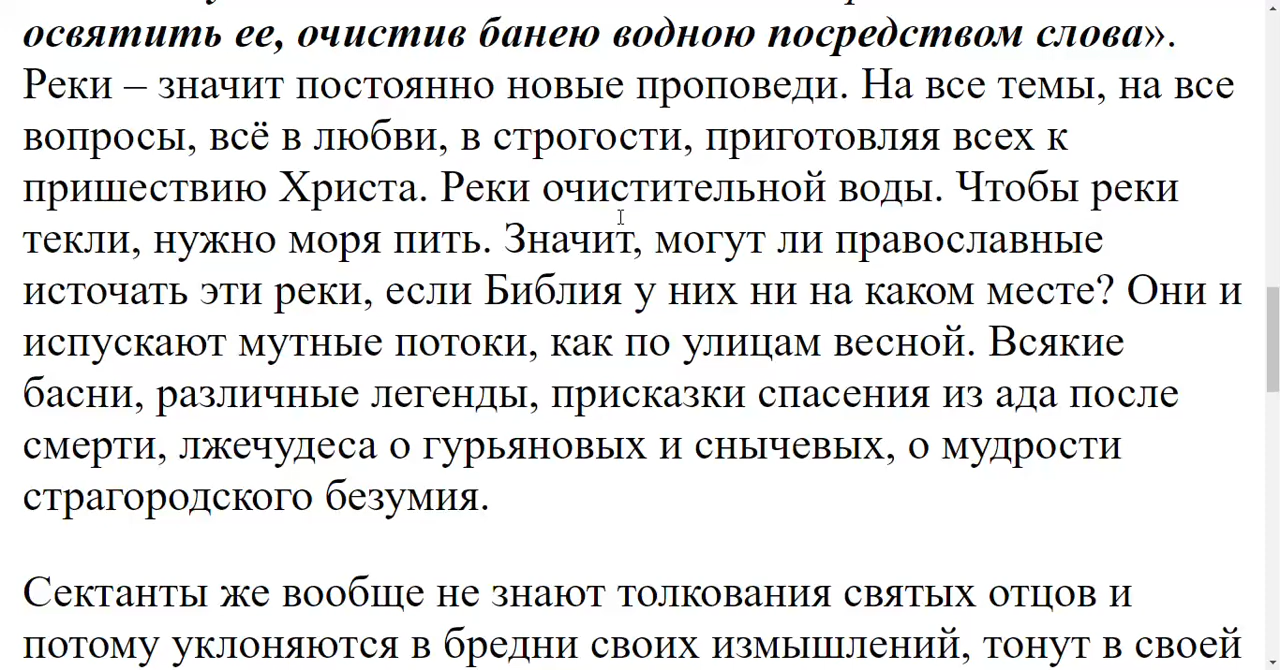 освятить ее, очистив банею водною посредством слова».
Реки – значит постоянно новые проповеди. На все темы, на все
вопросы, всё в любви, в строгости, приготовляя всех к
пришествию Христа. Реки очистительной воды. Чтобы реки
текли, нужно моря пить. Значит, могут ли православные
источать эти реки, если Библия у них ни на каком месте? Они и
испускают мутные потоки, как по улицам весной. Всякие
басни, различные легенды, присказки спасения из ада после
смерти, лжечудеса о гурьяновых и снычевых, о мудрости
страгородского безумия.
Сектанты же вообще не знают толкования святых отцов и
потому уклоняются в бредни своих измышлений, тонут в своей